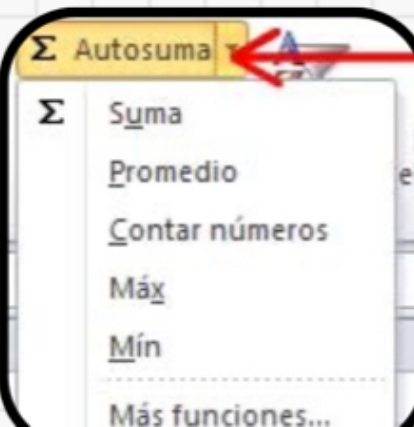 Σ Autosuma
Σ Suma
Promedio
Contar números
Máx
Mín
Más funciones...